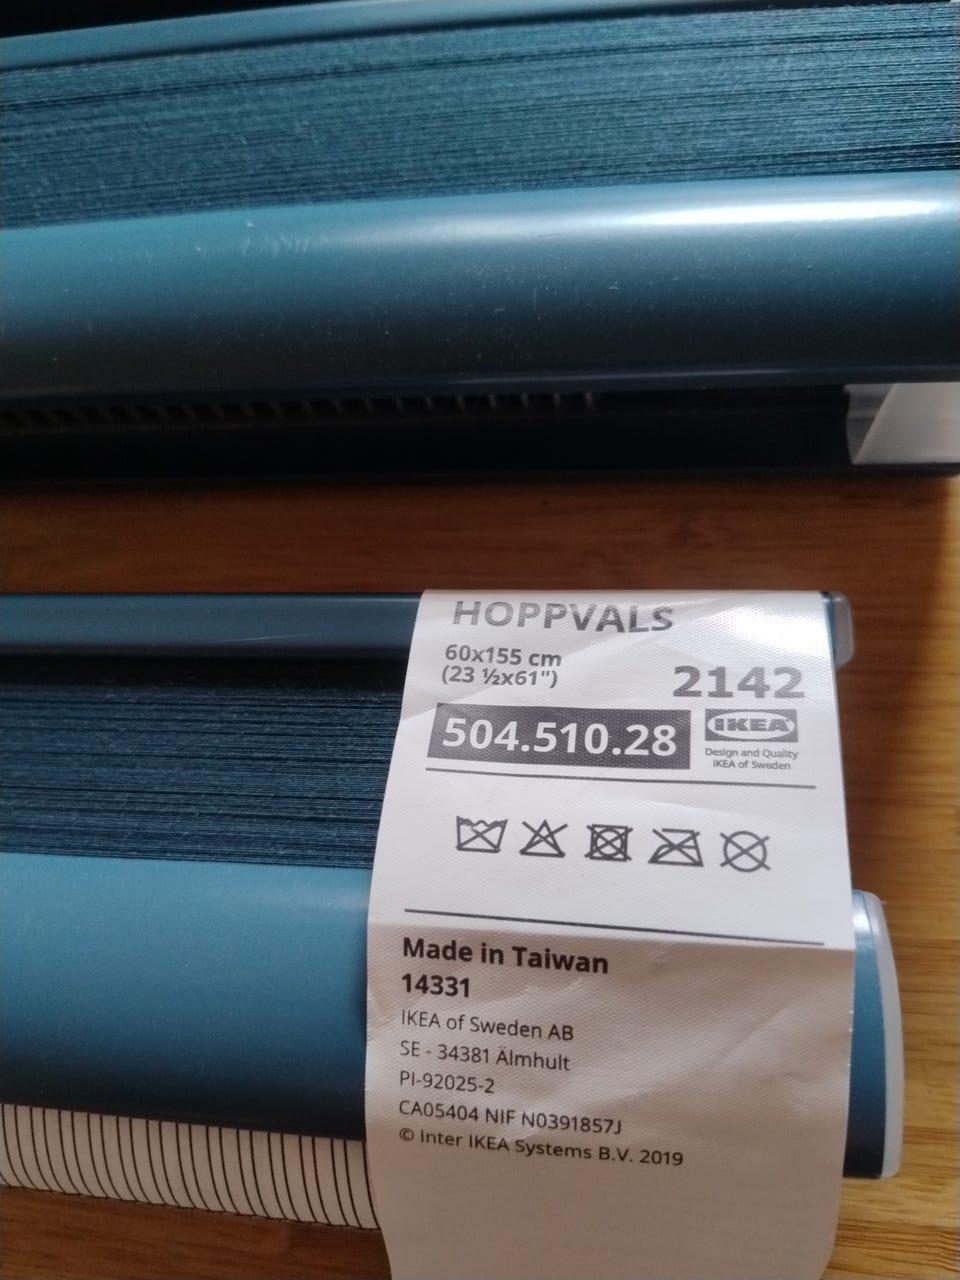 HOPPVALS
60x155 cm
(23 ½x61")
2142
504.510.28
IKEA
Design and Quality
IKEA of Sweden
Made in Taiwan
14331
IKEA of Sweden AB
SE - 34381 Älmhult
PI-92025-2
CA05404 NIF N0391857J
© Inter IKEA Systems B.V. 2019